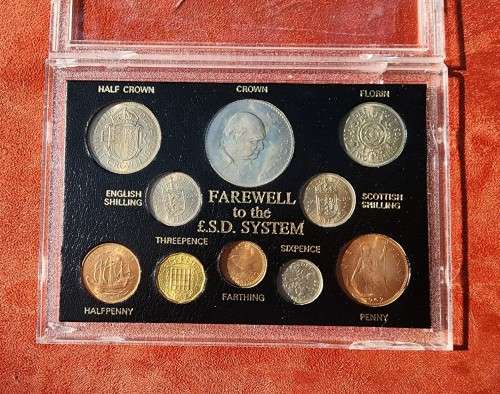 HALF CROWN
CROWN
FLORIN
ENGLISH SHILLING
FAREWELL
to the
£.S.D. SYSTEM
SCOTTISH SHILLING
THREEPENCE
SIXPENCE
HALFPENNY
FARTHING
PENNY